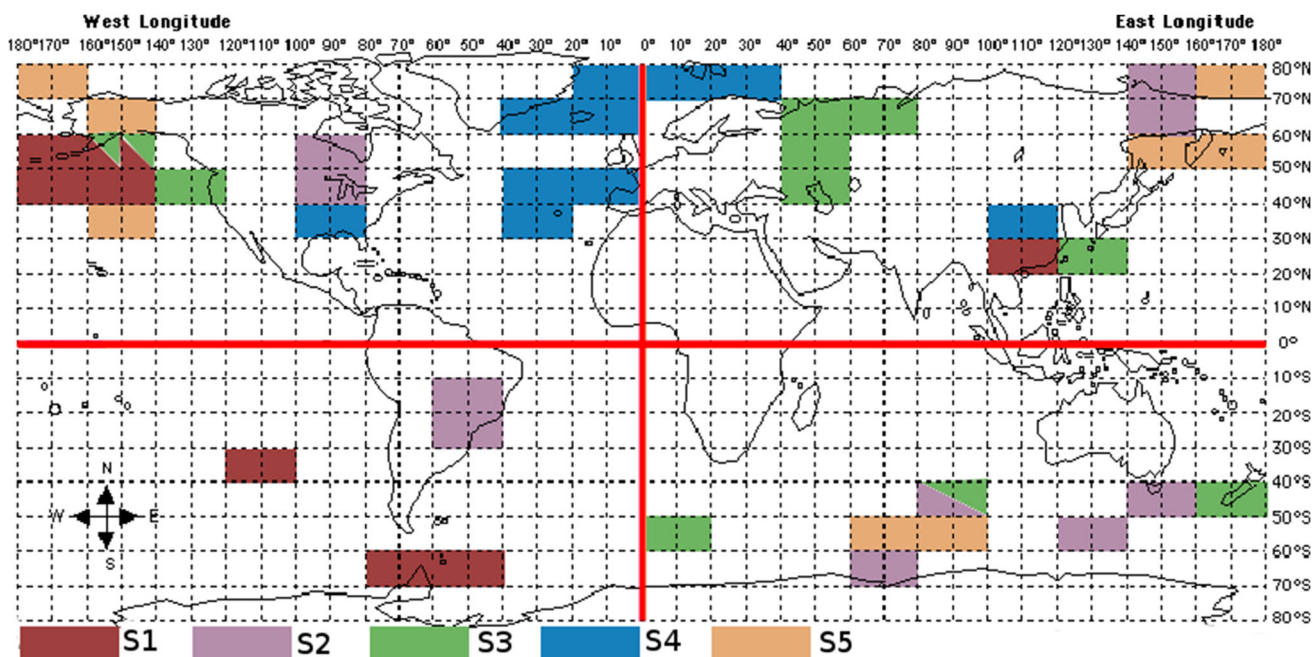 West Longitude East Longitude
180° 170° 160° 150° 140° 130° 120° 110° 100° 90° 80° 70° 60° 50° 40° 30° 20° 10° 0° 10° 20° 30° 40° 50° 60° 70° 80° 90° 100° 110° 120° 130° 140° 150° 160° 170° 180°
80°N
70°N
60°N
50°N
40°N
30°N
20°N
10°N
0°
10°S
20°S
30°S
40°S
50°S
60°S
70°S
80°S
N
W E
S
S1 S2 S3 S4 S5